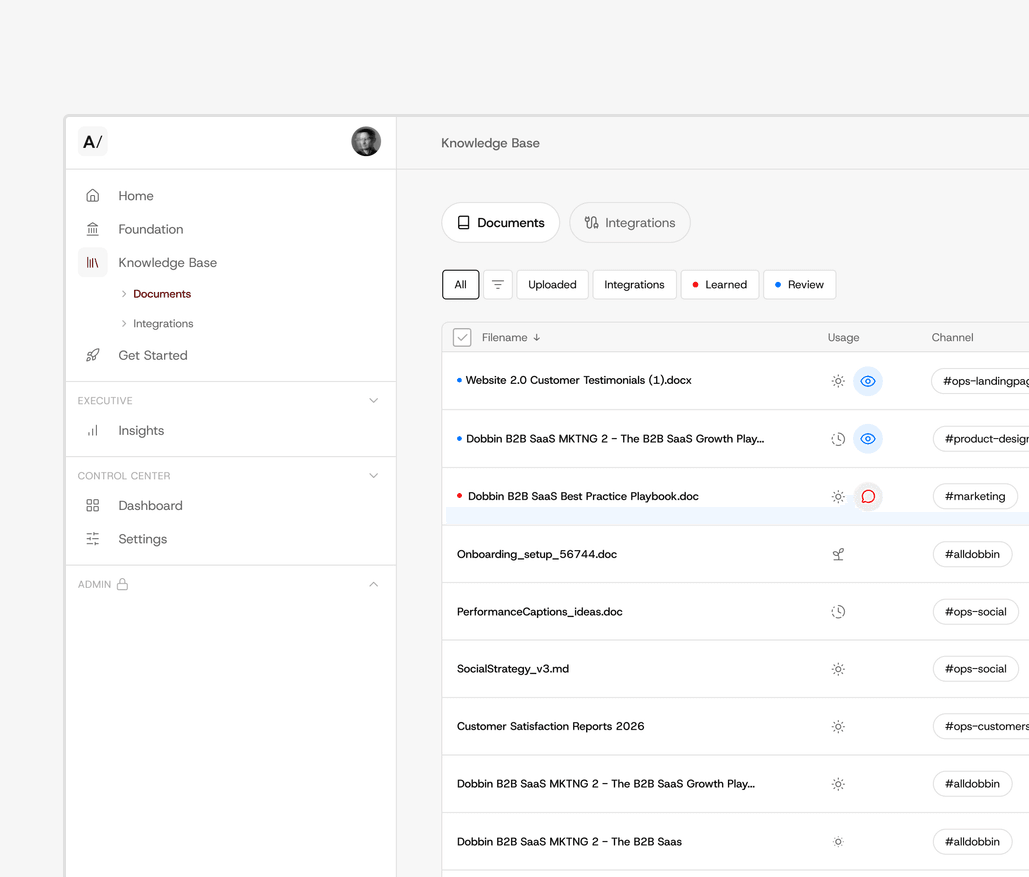 A/
Knowledge Base
Home
Foundation
Knowledge Base
Documents
Integrations
Get Started
EXECUTIVE
Insights
CONTROL CENTER
Dashboard
Settings
ADMIN
Documents Integrations
All Uploaded Integrations Learned Review
Filename ↓ Usage Channel
Website 2.0 Customer Testimonials (1).docx #ops-landingpag
Dobbin B2B SaaS MKTNG 2 – The B2B SaaS Growth Play... #product-design
Dobbin B2B SaaS Best Practice Playbook.doc #marketing
Onboarding_setup_56744.doc #alldobbin
PerformanceCaptions_ideas.doc #ops-social
SocialStrategy_v3.md #ops-social
Customer Satisfaction Reports 2026 #ops-customers
Dobbin B2B SaaS MKTNG 2 – The B2B SaaS Growth Play... #alldobbin
Dobbin B2B SaaS MKTNG 2 – The B2B Saas #alldobbin